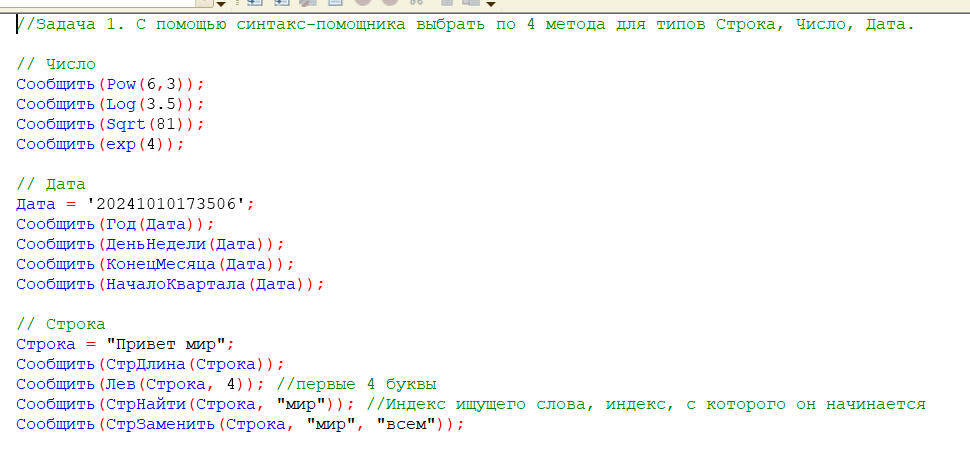 //Задача 1. С помощью синтакс-помощника выбрать по 4 метода для типов Строка, Число, Дата.
// Число
Сообщить(Pow(6,3));
Сообщить(Log(3.5));
Сообщить(Sqrt(81));
Сообщить(exp(4));
// Дата
Дата = '20241010173506';
Сообщить(Год(Дата));
Сообщить(ДеньНедели(Дата));
Сообщить(КонецМесяца(Дата));
Сообщить(НачалоКвартала(Дата));
// Строка
Строка = "Привет мир";
Сообщить(СтрДлина(Строка));
Сообщить(Лев(Строка, 4)); //первые 4 буквы
Сообщить(СтрНайти(Строка, "мир")); //Индекс ищущего слова, индекс, с которого он начинается
Сообщить(СтрЗаменить(Строка, "мир", "всем"));